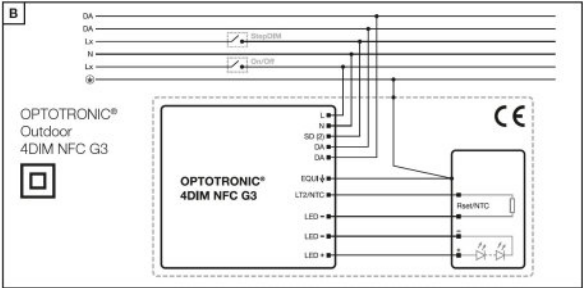 B
DA
DA
Lx
StepDIM
N
Lx
On/Off
OPTOTRONIC®
Outdoor
4DIM NFC G3
CE
L
N
SD (2)
DA
DA
EQUI
OPTOTRONIC®
4DIM NFC G3
LT2/NTC
Rset/NTC
LED -
LED -
LED +
−
+